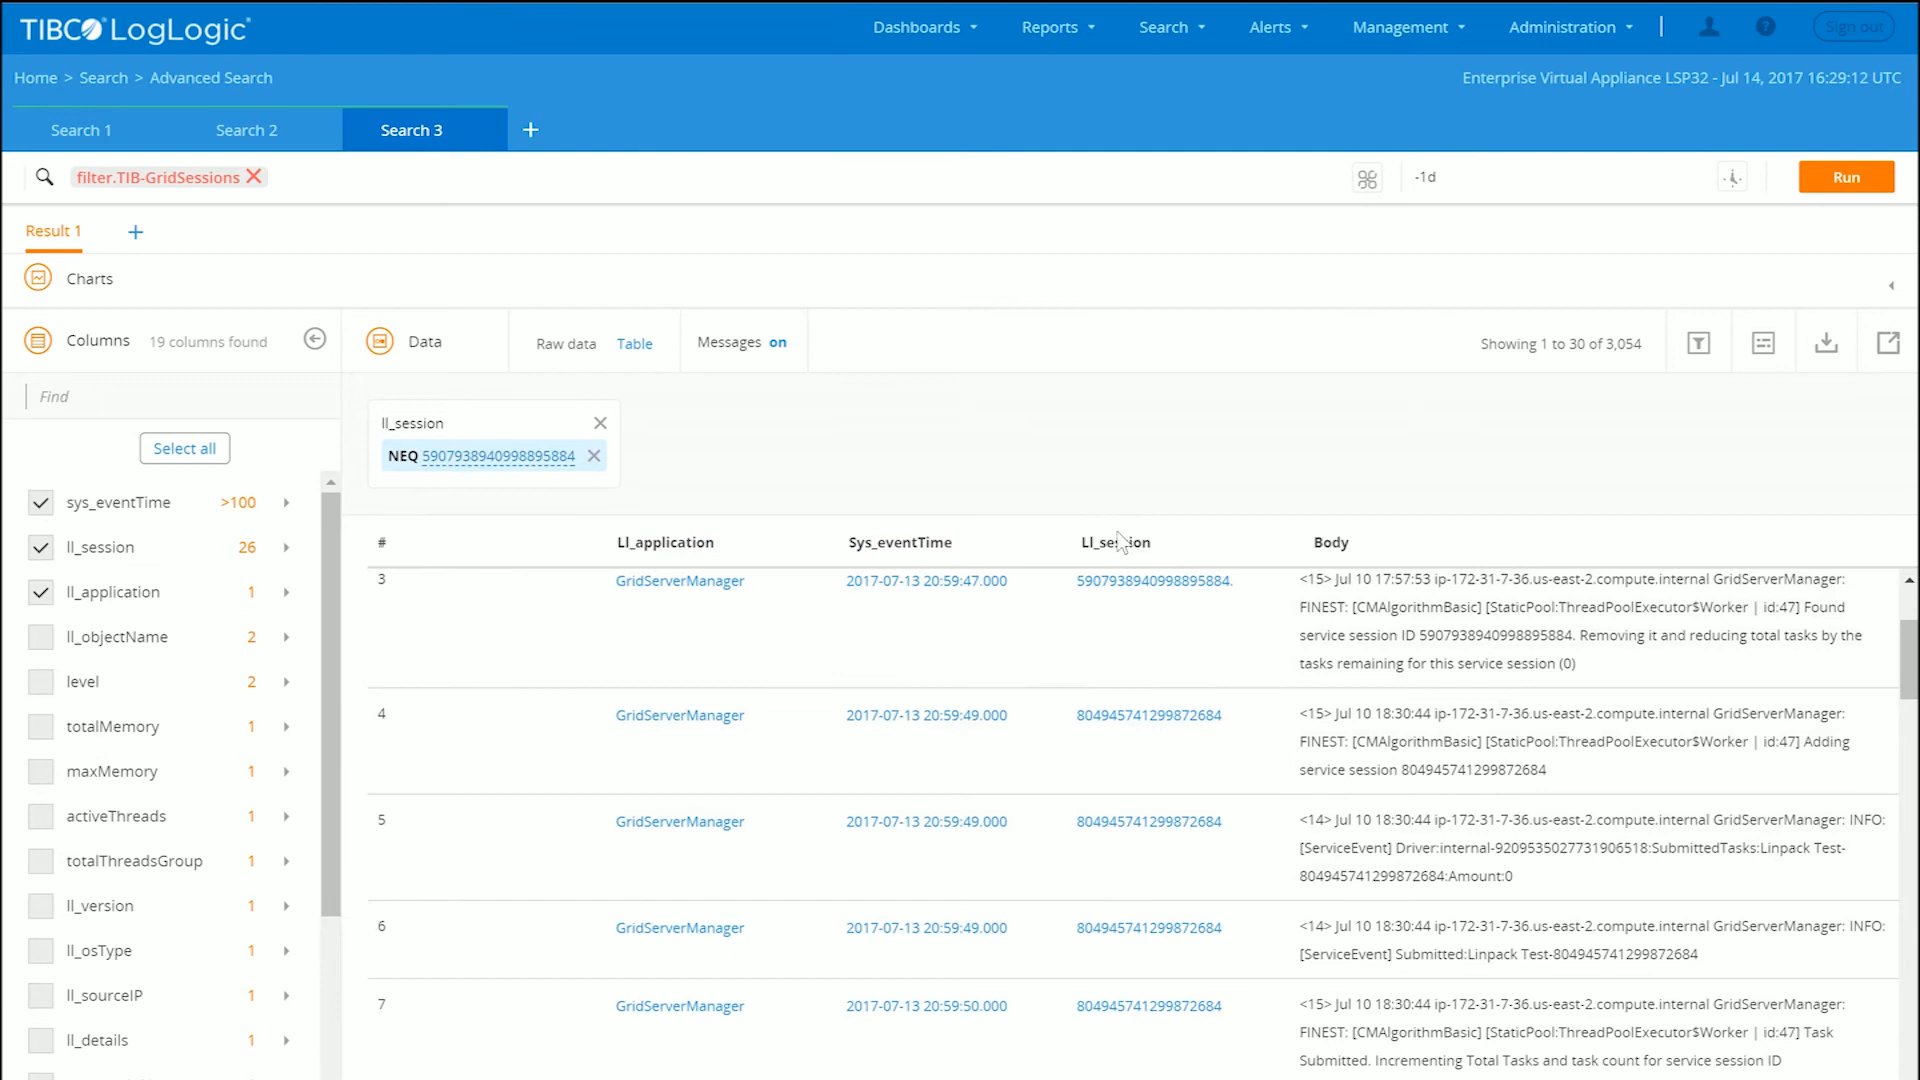 TIBCO LogLogic
Dashboards Reports Search Alerts Management Administration Sign out
Home > Search > Advanced Search
Enterprise Virtual Appliance LSP32 - Jul 14, 2017 16:29:12 UTC
Search 1 Search 2 Search 3 +
filter.TIB-GridSessions
-1d
Run
Result 1 +
Charts
Columns 19 columns found
Data Raw data Table Messages on
Showing 1 to 30 of 3,054
Find
Select all
sys_eventTime >100
ll_session 26
ll_application 1
ll_objectName 2
level 2
totalMemory 1
maxMemory 1
activeThreads 1
totalThreadsGroup 1
ll_version 1
ll_osType 1
ll_sourceIP 1
ll_details 1
ll_session
NEQ 5907938940998895884
# Ll_application Sys_eventTime Ll_session Body
3 GridServerManager 2017-07-13 20:59:47.000 5907938940998895884.
<15> Jul 10 17:57:53 ip-172-31-7-36.us-east-2.compute.internal GridServerManager:
FINEST: [CMAlgorithmBasic] [StaticPool:ThreadPoolExecutor$Worker | id:47] Found
service session ID 5907938940998895884. Removing it and reducing total tasks by the
tasks remaining for this service session (0)
4 GridServerManager 2017-07-13 20:59:49.000 804945741299872684
<15> Jul 10 18:30:44 ip-172-31-7-36.us-east-2.compute.internal GridServerManager:
FINEST: [CMAlgorithmBasic] [StaticPool:ThreadPoolExecutor$Worker | id:47] Adding
service session 804945741299872684
5 GridServerManager 2017-07-13 20:59:49.000 804945741299872684
<14> Jul 10 18:30:44 ip-172-31-7-36.us-east-2.compute.internal GridServerManager: INFO:
[ServiceEvent] Driver:internal-9209535027731906518:SubmittedTasks:Linpack Test-
804945741299872684:Amount:0
6 GridServerManager 2017-07-13 20:59:49.000 804945741299872684
<14> Jul 10 18:30:44 ip-172-31-7-36.us-east-2.compute.internal GridServerManager: INFO:
[ServiceEvent] Submitted:Linpack Test-804945741299872684
7 GridServerManager 2017-07-13 20:59:50.000 804945741299872684
<15> Jul 10 18:30:44 ip-172-31-7-36.us-east-2.compute.internal GridServerManager:
FINEST: [CMAlgorithmBasic] [StaticPool:ThreadPoolExecutor$Worker | id:47] Task
Submitted. Incrementing Total Tasks and task count for service session ID